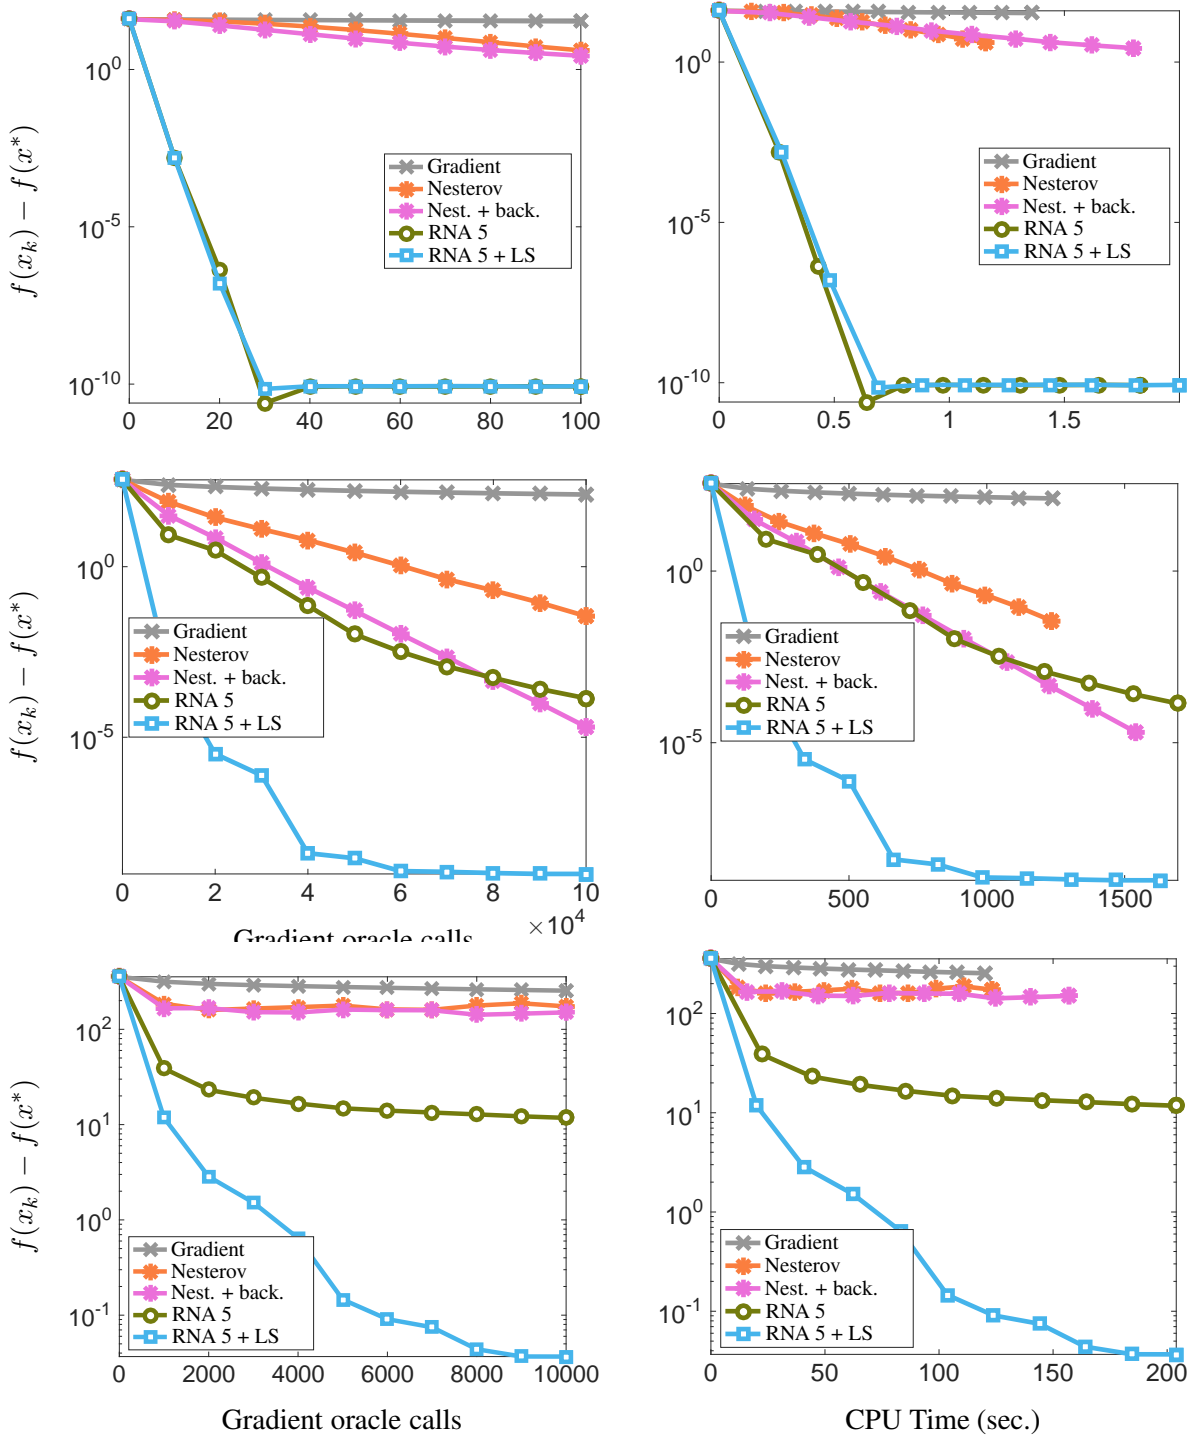 f(x_k) − f(x*)
10^0
10^-5
10^-10
0 20 40 60 80 100
Gradient
Nesterov
Nest. + back.
RNA 5
RNA 5 + LS
10^0
10^-5
10^-10
0 0.5 1 1.5
Gradient
Nesterov
Nest. + back.
RNA 5
RNA 5 + LS
f(x_k) − f(x*)
10^0
10^-5
0 2 4 6 8 10
×10^4
Gradient
Nesterov
Nest. + back.
RNA 5
RNA 5 + LS
Gradient oracle calls
10^0
10^-5
0 500 1000 1500
Gradient
Nesterov
Nest. + back.
RNA 5
RNA 5 + LS
f(x_k) − f(x*)
10^2
10^1
10^0
10^-1
0 2000 4000 6000 8000 10000
Gradient
Nesterov
Nest. + back.
RNA 5
RNA 5 + LS
Gradient oracle calls
10^2
10^1
10^0
10^-1
0 50 100 150 200
Gradient
Nesterov
Nest. + back.
RNA 5
RNA 5 + LS
CPU Time (sec.)